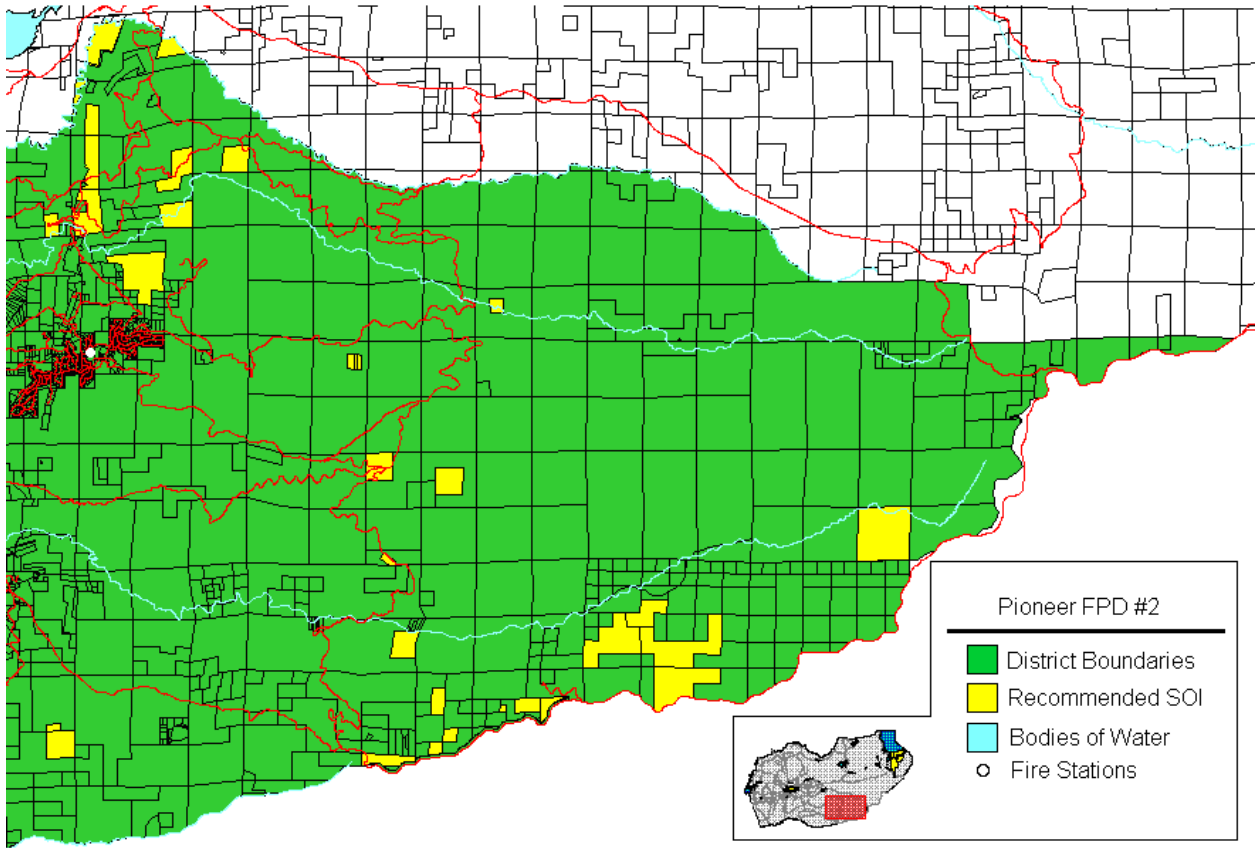 Pioneer FPD #2
District Boundaries
Recommended SOI
Bodies of Water
Fire Stations